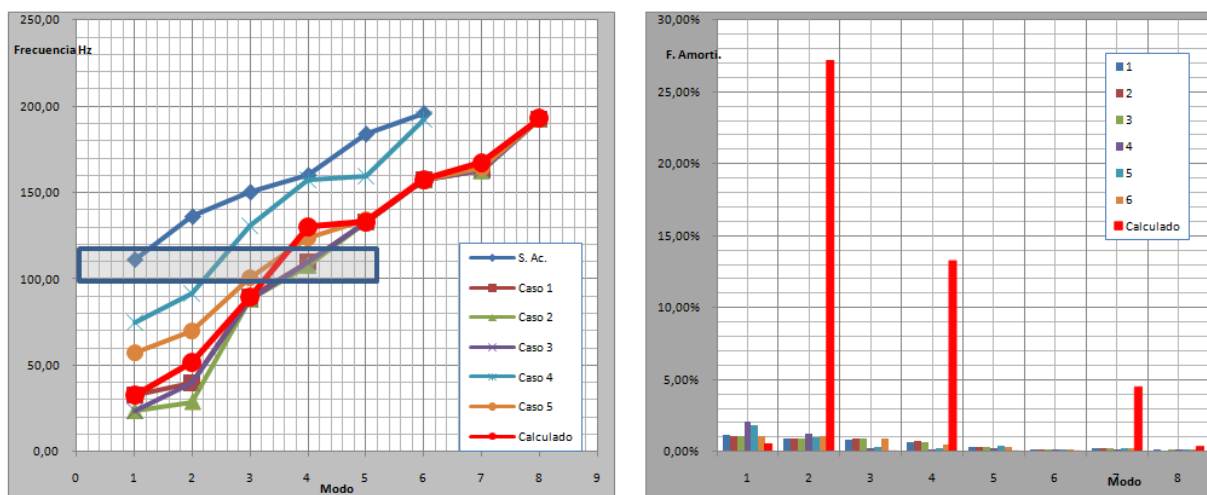 250,00
Frecuencia Hz
200,00
150,00
100,00
50,00
0,00
0 1 2 3 4 5 6 7 8 9
Modo
S. Ac.
Caso 1
Caso 2
Caso 3
Caso 4
Caso 5
Calculado
30,00%
F. Amorti.
25,00%
20,00%
15,00%
10,00%
5,00%
0,00%
1 2 3 4 5 6 7 8
Modo
1
2
3
4
5
6
Calculado